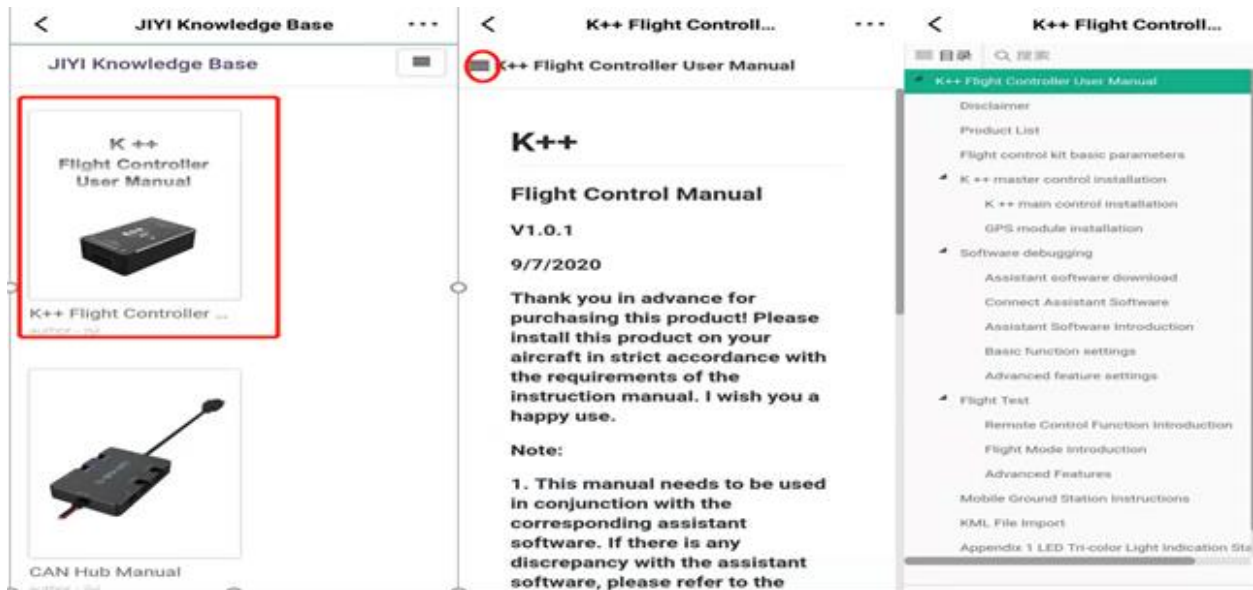 JIYI Knowledge Base
JIYI Knowledge Base
K ++
Flight Controller
User Manual
K++
K++ Flight Controller ...
CAN Hub Manual
K++ Flight Controll...
K++ Flight Controller User Manual
K++
Flight Control Manual
V1.0.1
9/7/2020
Thank you in advance for
purchasing this product! Please
install this product on your
aircraft in strict accordance with
the requirements of the
instruction manual. I wish you a
happy use.
Note:
1. This manual needs to be used
in conjunction with the
corresponding assistant
software. If there is any
discrepancy with the assistant
software, please refer to the
K++ Flight Controll...
目录 搜索
K++ Flight Controller User Manual
Disclaimer
Product List
Flight control kit basic parameters
K ++ master control installation
K ++ main control installation
GPS module installation
Software debugging
Assistant software download
Connect Assistant Software
Assistant Software Introduction
Basic function settings
Advanced feature settings
Flight Test
Remote Control Function Introduction
Flight Mode Introduction
Advanced Features
Mobile Ground Station Instructions
KML File Import
Appendix 1 LED Tri-color Light Indication Sta